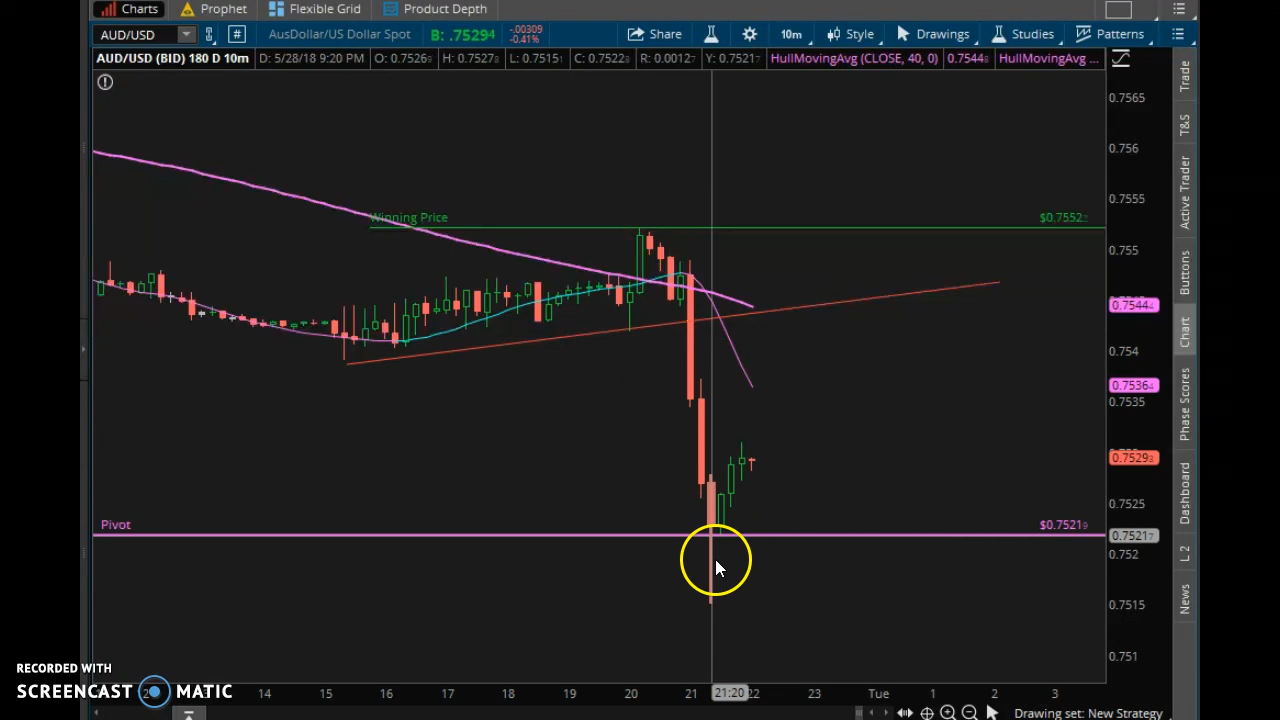 Charts Prophet Flexible Grid Product Depth
AUD/USD # AusDollar/US Dollar Spot B: .75294 -.00309 -0.41% Share 10m Style Drawings Studies Patterns
AUD/USD (BID) 180 D 10m D: 5/28/18 9:20 PM O: 0.7526 H: 0.7527 L: 0.7515 C: 0.7522 R: 0.0012 Y: 0.7521 HullMovingAvg (CLOSE, 40, 0) 0.7544 HullMovingAvg ...
0.7565
0.756
0.7555
Winning Price $0.7552
0.755
0.7544
0.754
0.7536
0.7535
0.7529
0.7525
Pivot $0.7521
0.7521
0.752
0.7515
0.751
Trade
T&S
Active Trader
Buttons
Chart
Phase Scores
Dashboard
L 2
News
14 15 16 17 18 19 20 21 21:20 22 23 Tue 1 2 3
Drawing set: New Strategy
RECORDED WITH
SCREENCAST MATIC